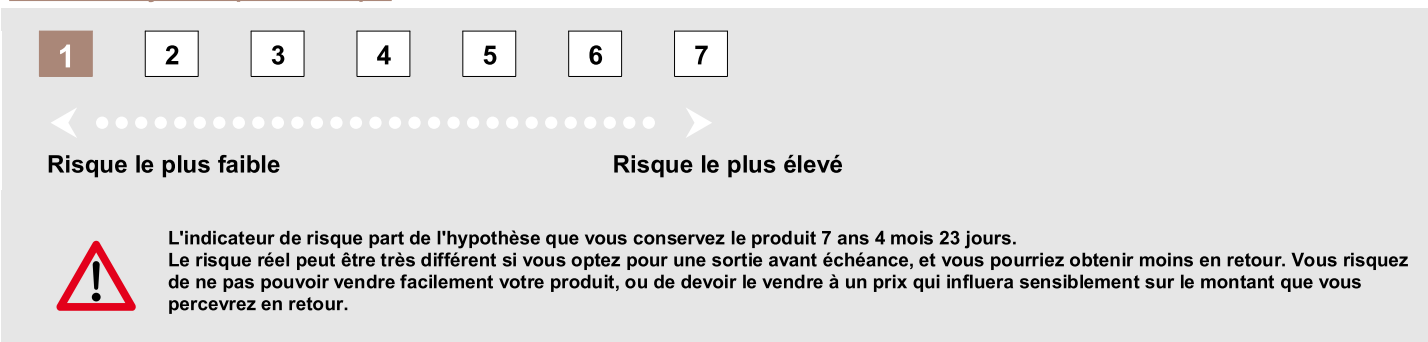 1 2 3 4 5 6 7
Risque le plus faible Risque le plus élevé
L'indicateur de risque part de l'hypothèse que vous conservez le produit 7 ans 4 mois 23 jours.
Le risque réel peut être très différent si vous optez pour une sortie avant échéance, et vous pourriez obtenir moins en retour. Vous risquez
de ne pas pouvoir vendre facilement votre produit, ou de devoir le vendre à un prix qui influera sensiblement sur le montant que vous
percevrez en retour.